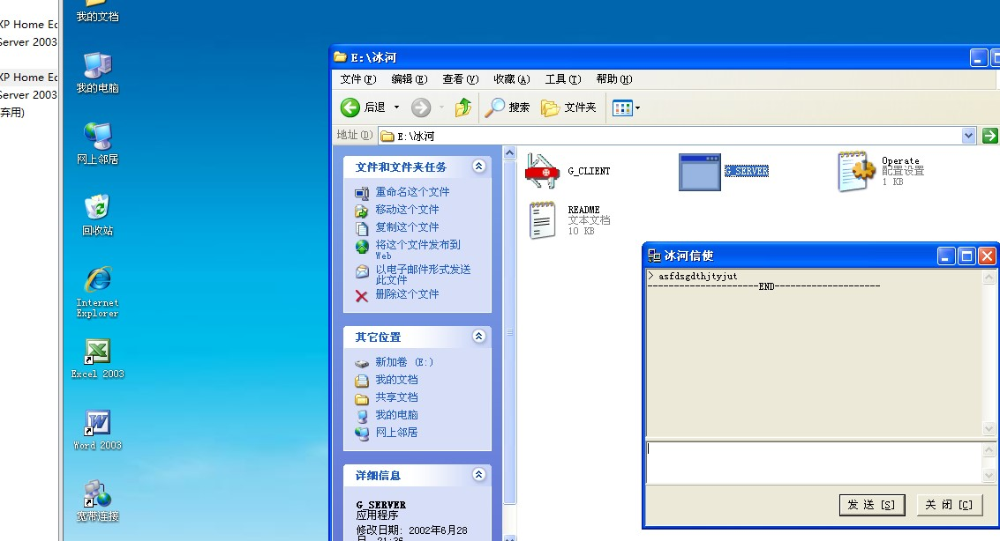 XP Home Ed
Server 2003
XP Home Ed
Server 2003
弃用)
我的文档
我的电脑
网上邻居
回收站
Internet
Explorer
Excel 2003
Word 2003
宽带连接
E:\冰河
文件(F) 编辑(E) 查看(V) 收藏(A) 工具(T) 帮助(H)
后退 搜索 文件夹
地址(D) E:\冰河
文件和文件夹任务
重命名这个文件
移动这个文件
复制这个文件
将这个文件发布到
Web
以电子邮件形式发送
此文件
删除这个文件
其它位置
新加卷 (E:)
我的文档
共享文档
我的电脑
网上邻居
详细信息
G_SERVER
应用程序
修改日期: 2002年6月28
日, 21:36
G_CLIENT
G_SERVER
Operate
配置设置
1 KB
README
文本文档
10 KB
冰河信使
> asfdsgdthjtyjut
---------------------END--------------------
发 送 [S]
关 闭 [C]